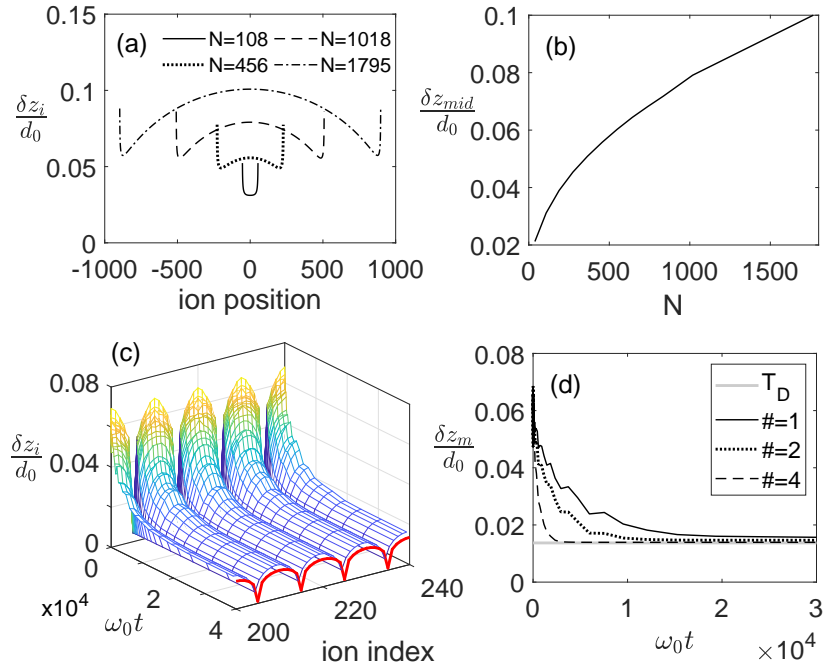 (a)
N=108 N=1018
N=456 N=1795
δz_i/d_0
0.15
0.1
0.05
0
-1000 -500 0 500 1000
ion position
(b)
δz_mid/d_0
0.1
0.08
0.06
0.04
0.02
0 500 1000 1500
N
(c)
δz_i/d_0
0.08
0.04
0
0
2
4
x10^4
ω_0t
200
220
240
ion index
(d)
δz_m/d_0
0.08
0.06
0.04
0.02
0
T_D
#=1
#=2
#=4
0 1 2 3
ω_0t
×10^4